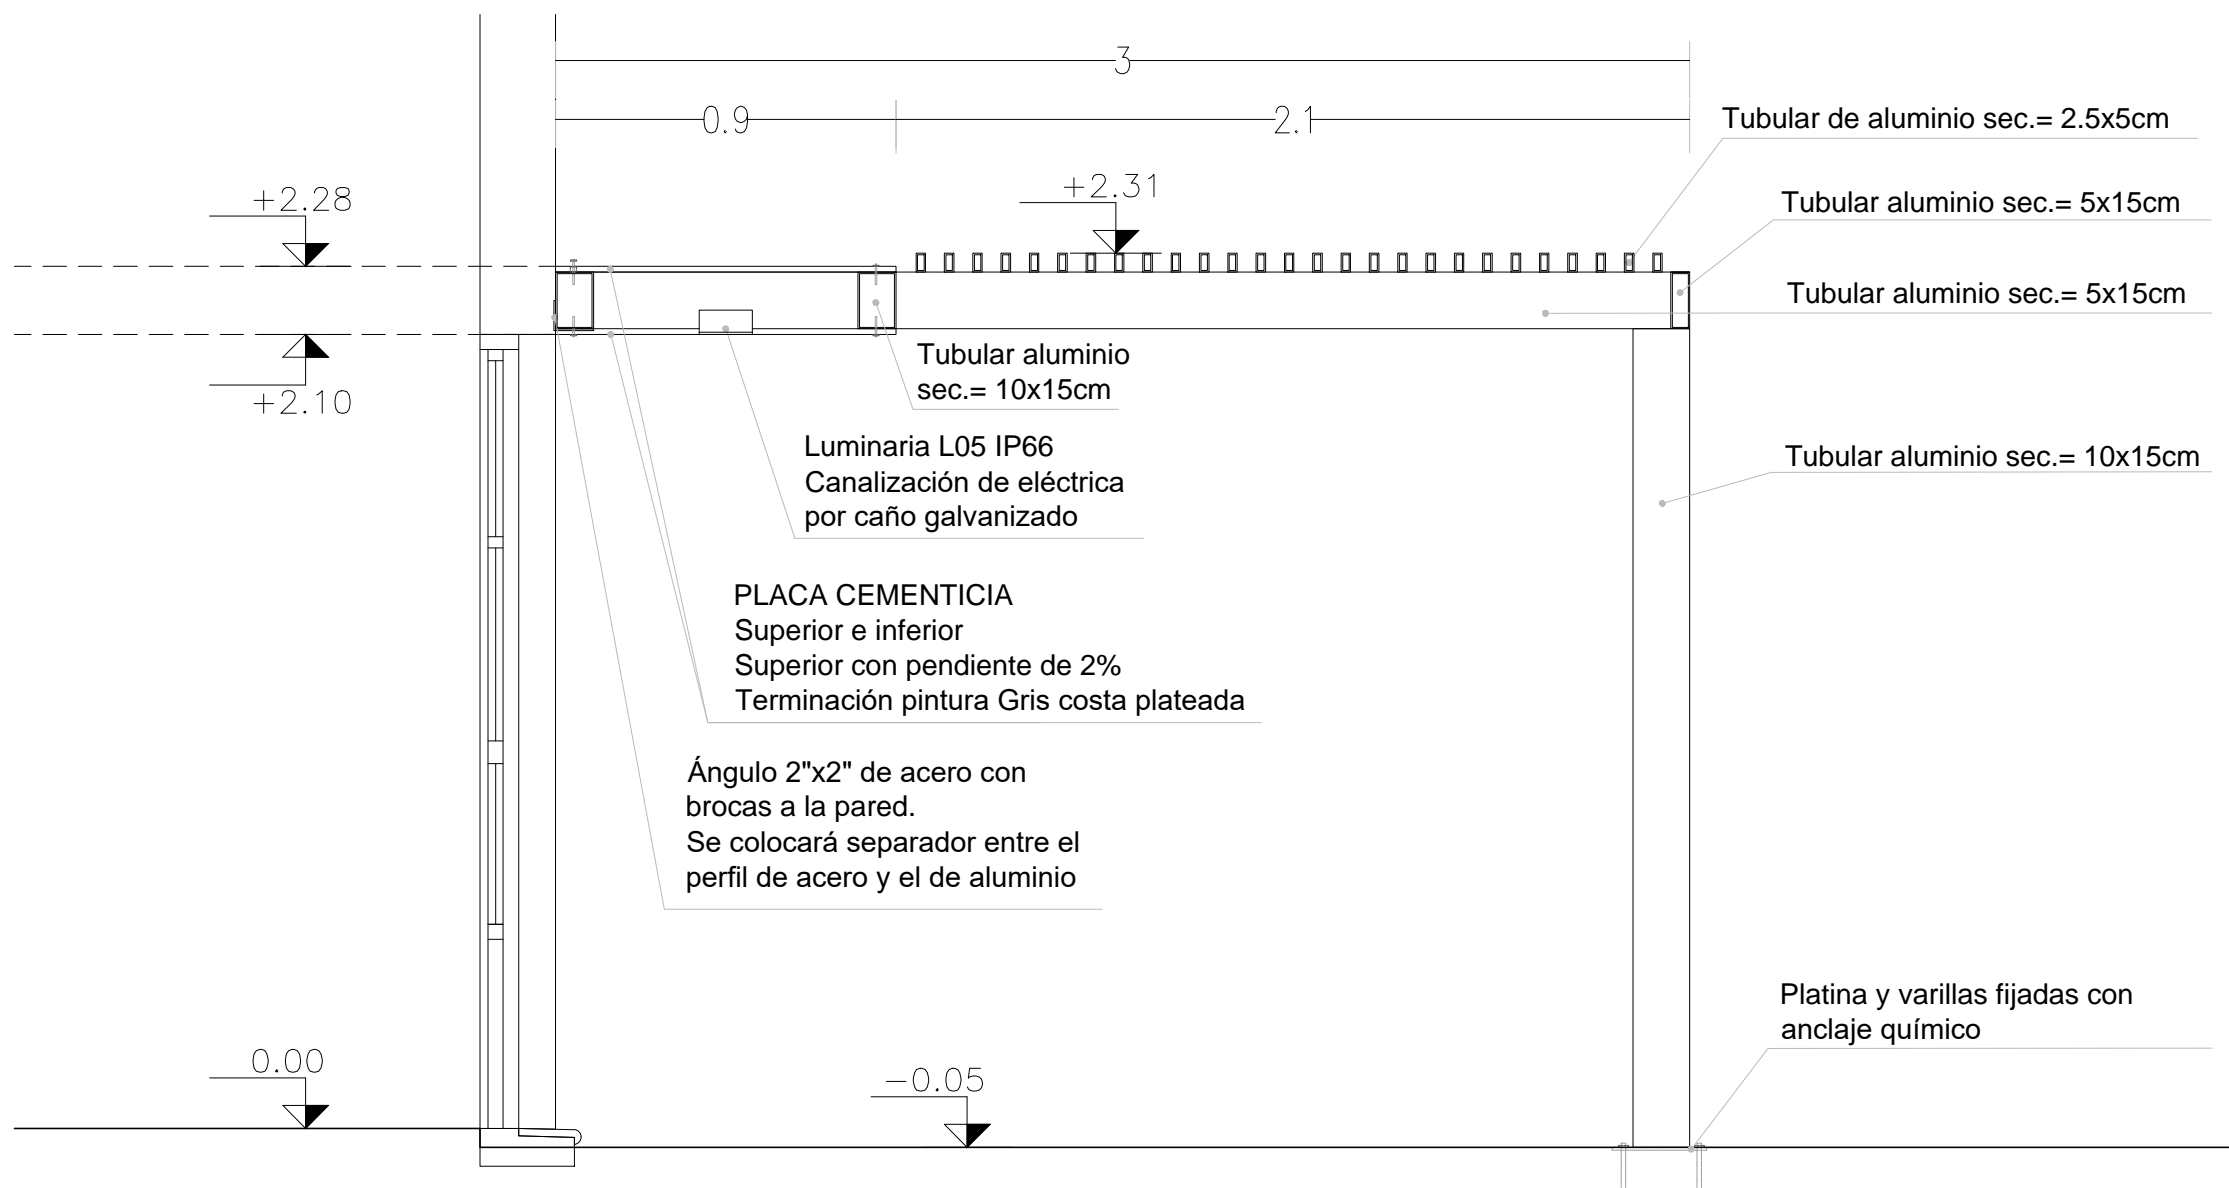 3
0.9
2.1
Tubular de aluminio sec.= 2.5x5cm
+2.28
+2.31
Tubular aluminio sec.= 5x15cm
Tubular aluminio sec.= 5x15cm
+2.10
Tubular aluminio
sec.= 10x15cm
Luminaria L05 IP66
Canalización de eléctrica
por caño galvanizado
Tubular aluminio sec.= 10x15cm
PLACA CEMENTICIA
Superior e inferior
Superior con pendiente de 2%
Terminación pintura Gris costa plateada
Ángulo 2"x2" de acero con
brocas a la pared.
Se colocará separador entre el
perfil de acero y el de aluminio
Platina y varillas fijadas con
anclaje químico
0.00
-0.05